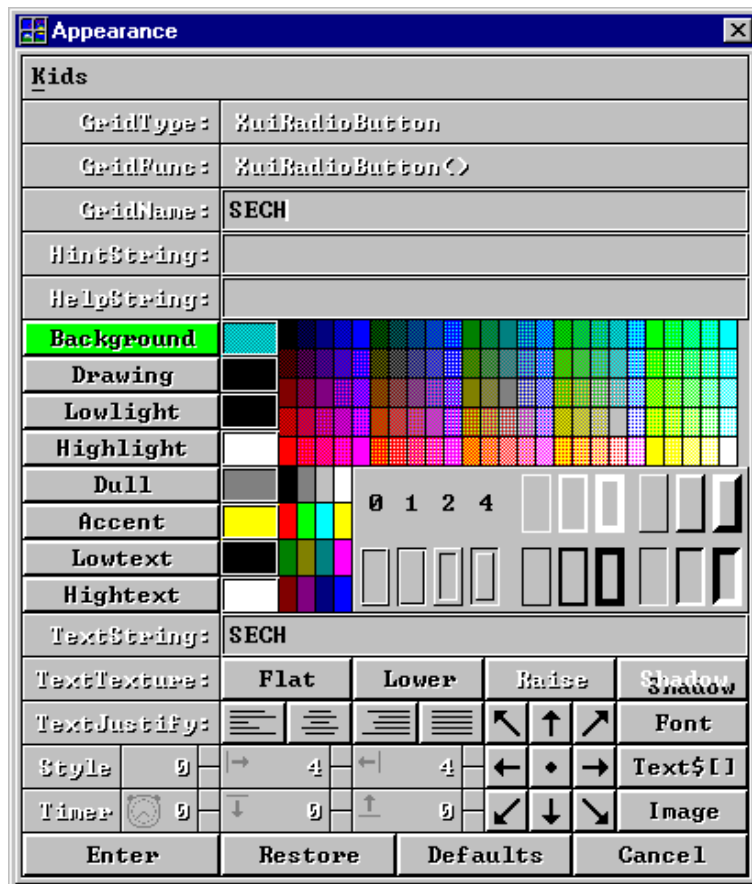 Appearance
Kids
GridType: XuiRadioButton
GridFunc: XuiRadioButton()
GridName: SECH
HintString:
HelpString:
Background
Drawing
Lowlight
Highlight
Dull
0 1 2 4
Accent
Lowtext
Hightext
TextString: SECH
TextTexture: Flat Lower Raise Shadow
TextJustify: Font
Style 0 4 4 Text$[]
Timer 0 0 0 Image
Enter Restore Defaults Cancel